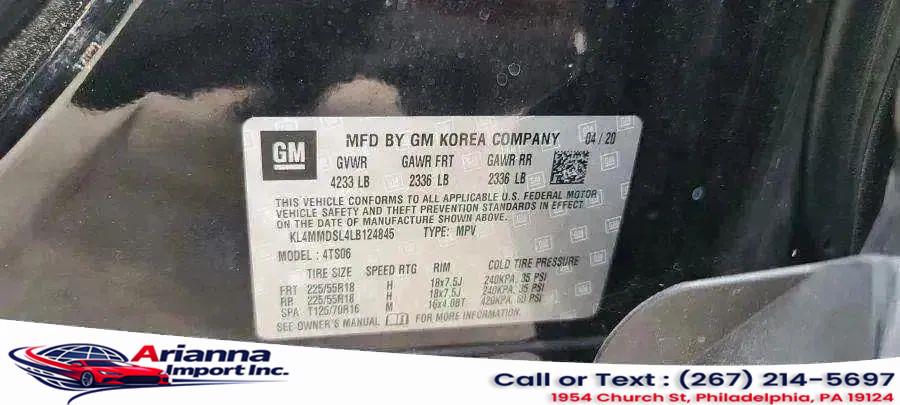 GM
MFD BY GM KOREA COMPANY 04/20
GVWR GAWR FRT GAWR RR
4233 LB 2336 LB 2336 LB
THIS VEHICLE CONFORMS TO ALL APPLICABLE U.S. FEDERAL MOTOR
VEHICLE SAFETY AND THEFT PREVENTION STANDARDS IN EFFECT
ON THE DATE OF MANUFACTURE SHOWN ABOVE.
KL4MMDSL4LB124845 TYPE: MPV
MODEL: 4TS06
TIRE SIZE SPEED RTG RIM COLD TIRE PRESSURE
FRT 225/55R18 H 18x7.5J 240KPA, 35 PSI
RR 225/55R18 H 18x7.5J 240KPA, 35 PSI
SPA T125/70R16 M 16x4.0BT 420KPA, 60 PSI
SEE OWNER'S MANUAL FOR MORE INFORMATION.
Arianna
Import Inc.
Call or Text : (267) 214-5697
1954 Church St, Philadelphia, PA 19124